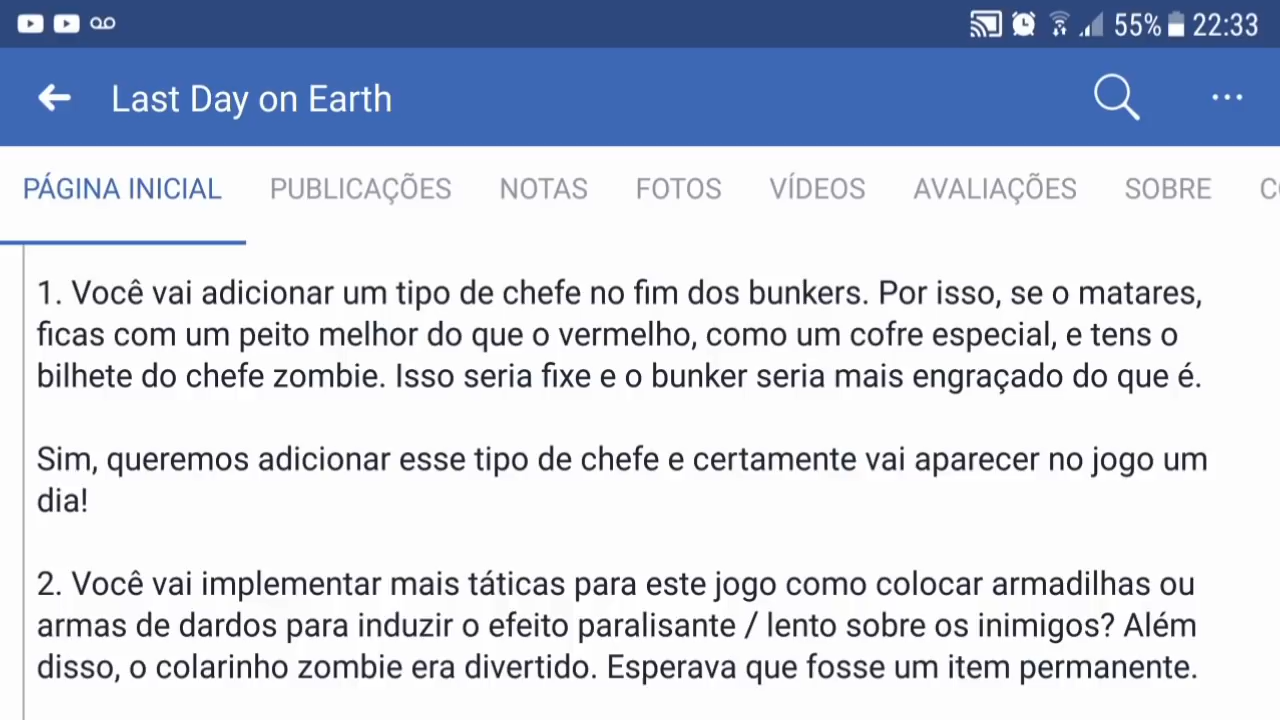 55% 22:33
Last Day on Earth
PÁGINA INICIAL PUBLICAÇÕES NOTAS FOTOS VÍDEOS AVALIAÇÕES SOBRE
1. Você vai adicionar um tipo de chefe no fim dos bunkers. Por isso, se o matares,
ficas com um peito melhor do que o vermelho, como um cofre especial, e tens o
bilhete do chefe zombie. Isso seria fixe e o bunker seria mais engraçado do que é.
Sim, queremos adicionar esse tipo de chefe e certamente vai aparecer no jogo um
dia!
2. Você vai implementar mais táticas para este jogo como colocar armadilhas ou
armas de dardos para induzir o efeito paralisante / lento sobre os inimigos? Além
disso, o colarinho zombie era divertido. Esperava que fosse um item permanente.